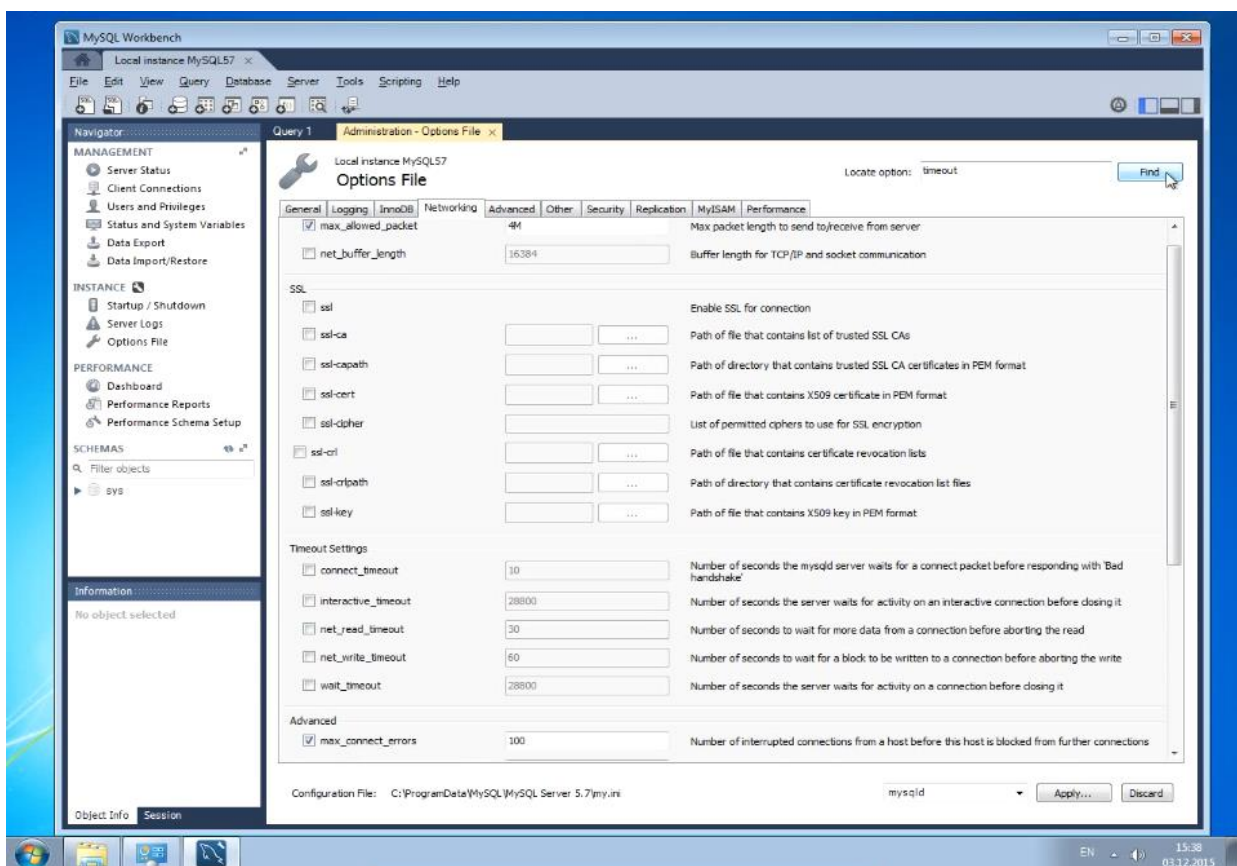 MySQL Workbench
Local instance MySQL57 ×
File Edit View Query Database Server Tools Scripting Help
Navigator
Query 1 Administration - Options File ×
MANAGEMENT
Server Status
Client Connections
Users and Privileges
Status and System Variables
Data Export
Data Import/Restore
INSTANCE
Startup / Shutdown
Server Logs
Options File
PERFORMANCE
Dashboard
Performance Reports
Performance Schema Setup
SCHEMAS
Filter objects
sys
Information
No object selected
Object Info Session
Local instance MySQL57
Options File
Locate option: timeout Find
General Logging InnoDB Networking Advanced Other Security Replication MyISAM Performance
max_allowed_packet 4M Max packet length to send to/receive from server
net_buffer_length 16384 Buffer length for TCP/IP and socket communication
SSL
ssl Enable SSL for connection
ssl-ca ... Path of file that contains list of trusted SSL CAs
ssl-capath ... Path of directory that contains trusted SSL CA certificates in PEM format
ssl-cert ... Path of file that contains X509 certificate in PEM format
ssl-cipher List of permitted ciphers to use for SSL encryption
ssl-crl ... Path of file that contains certificate revocation lists
ssl-crlpath ... Path of directory that contains certificate revocation list files
ssl-key ... Path of file that contains X509 key in PEM format
Timeout Settings
connect_timeout 10 Number of seconds the mysqld server waits for a connect packet before responding with 'Bad
handshake'
interactive_timeout 28800 Number of seconds the server waits for activity on an interactive connection before closing it
net_read_timeout 30 Number of seconds to wait for more data from a connection before aborting the read
net_write_timeout 60 Number of seconds to wait for a block to be written to a connection before aborting the write
wait_timeout 28800 Number of seconds the server waits for activity on a connection before closing it
Advanced
max_connect_errors 100 Number of interrupted connections from a host before this host is blocked from further connections
Configuration File: C:\ProgramData\MySQL\MySQL Server 5.7\my.ini mysqld Apply... Discard
EN 15:38
03.12.2015